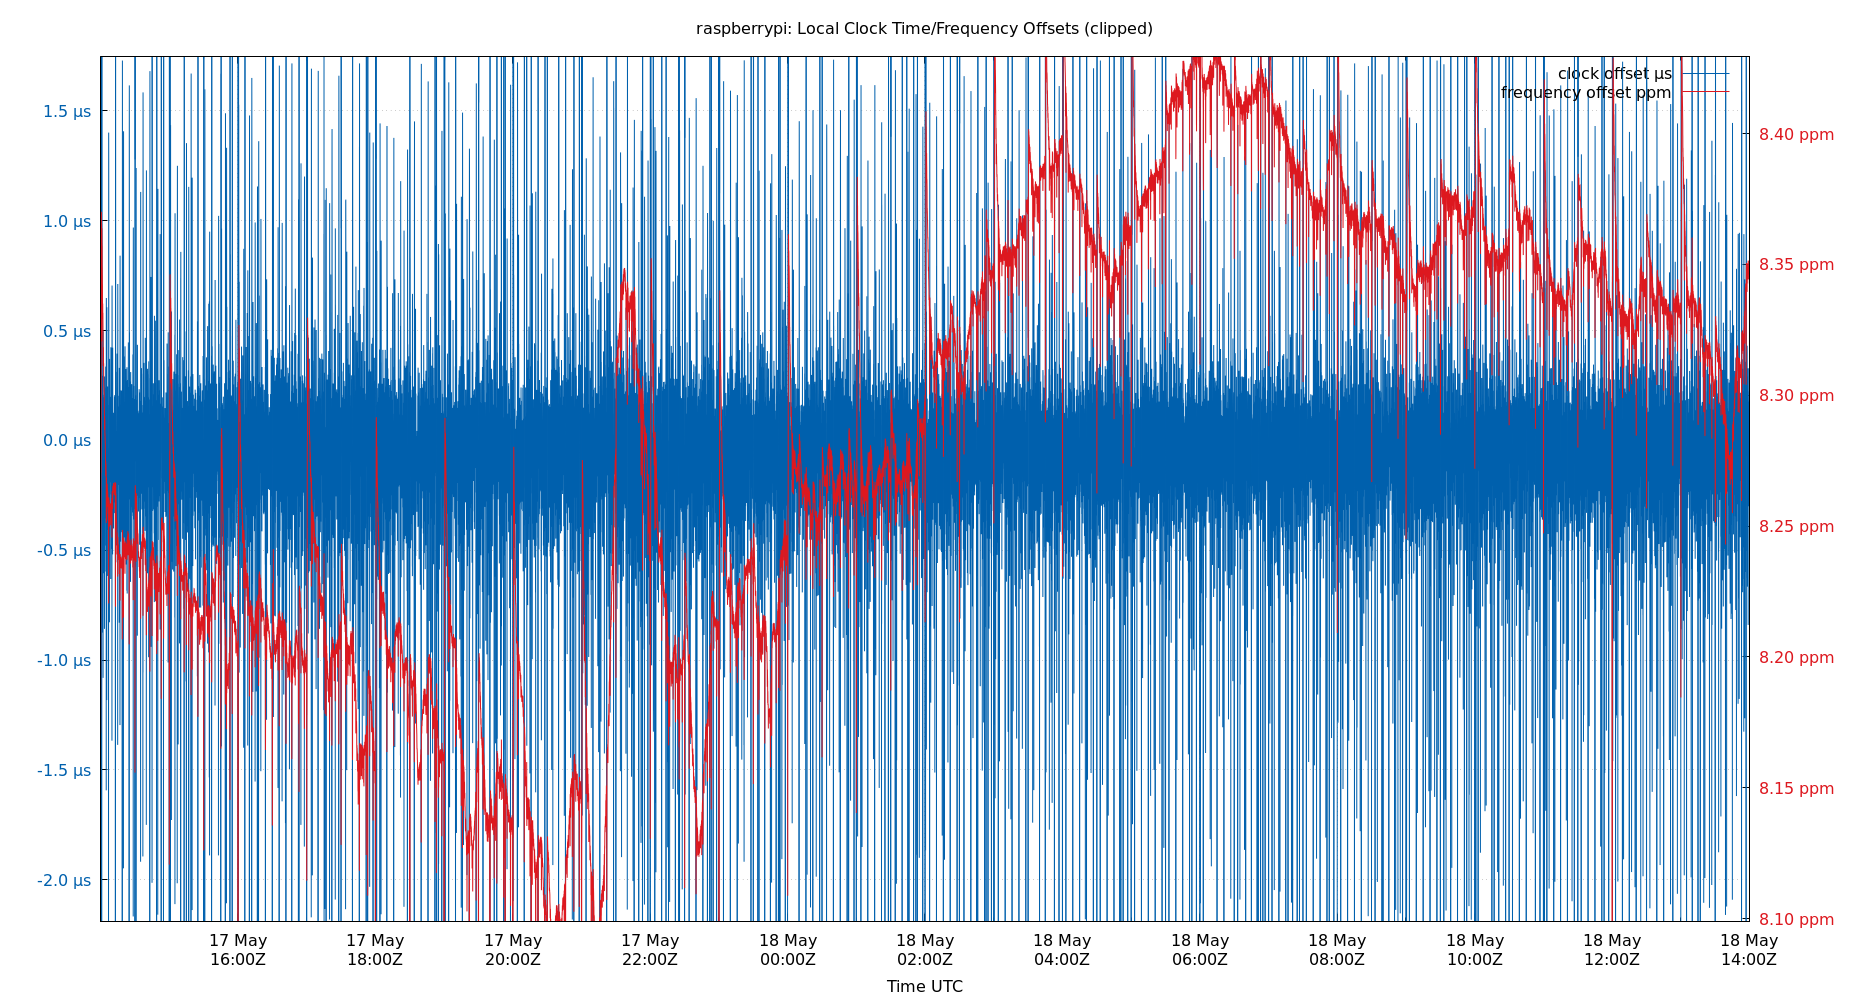 raspberrypi: Local Clock Time/Frequency Offsets (clipped)
clock offset µs
frequency offset ppm
1.5 µs
1.0 µs
0.5 µs
0.0 µs
-0.5 µs
-1.0 µs
-1.5 µs
-2.0 µs
8.40 ppm
8.35 ppm
8.30 ppm
8.25 ppm
8.20 ppm
8.15 ppm
8.10 ppm
17 May 17 May 17 May 17 May 18 May 18 May 18 May 18 May 18 May 18 May 18 May 18 May
16:00Z 18:00Z 20:00Z 22:00Z 00:00Z 02:00Z 04:00Z 06:00Z 08:00Z 10:00Z 12:00Z 14:00Z
Time UTC